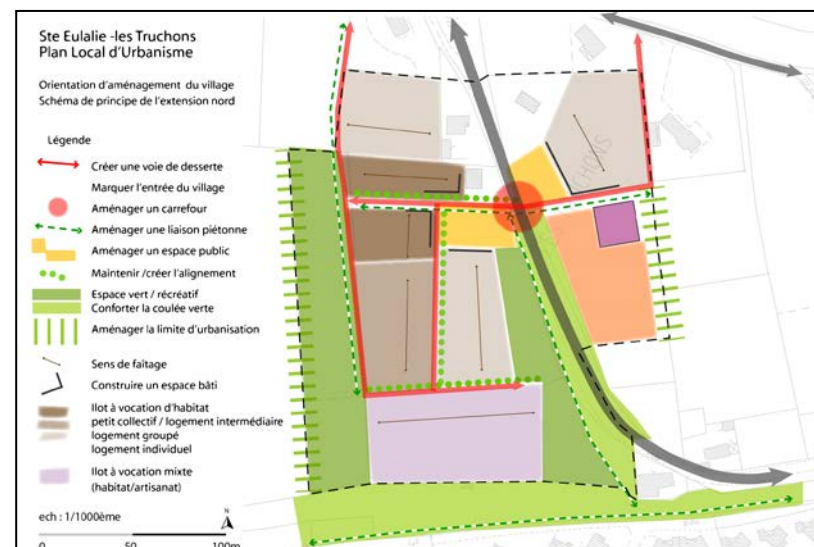 Ste Eulalie -les Truchons
Plan Local d'Urbanisme
Orientation d'aménagement du village
Schéma de principe de l'extension nord
Légende
Créer une voie de desserte
Marquer l'entrée du village
Aménager un carrefour
Aménager une liaison piétonne
Aménager un espace public
Maintenir /créer l'alignement
Espace vert / récréatif
Conforter la coulée verte
Aménager la limite d'urbanisation
Sens de faîtage
Construire un espace bâti
Ilot à vocation d'habitat
petit collectif / logement intermédiaire
logement groupé
logement individuel
Ilot à vocation mixte
(habitat/artisanat)
ech : 1/1000ème
N
0 50 100m